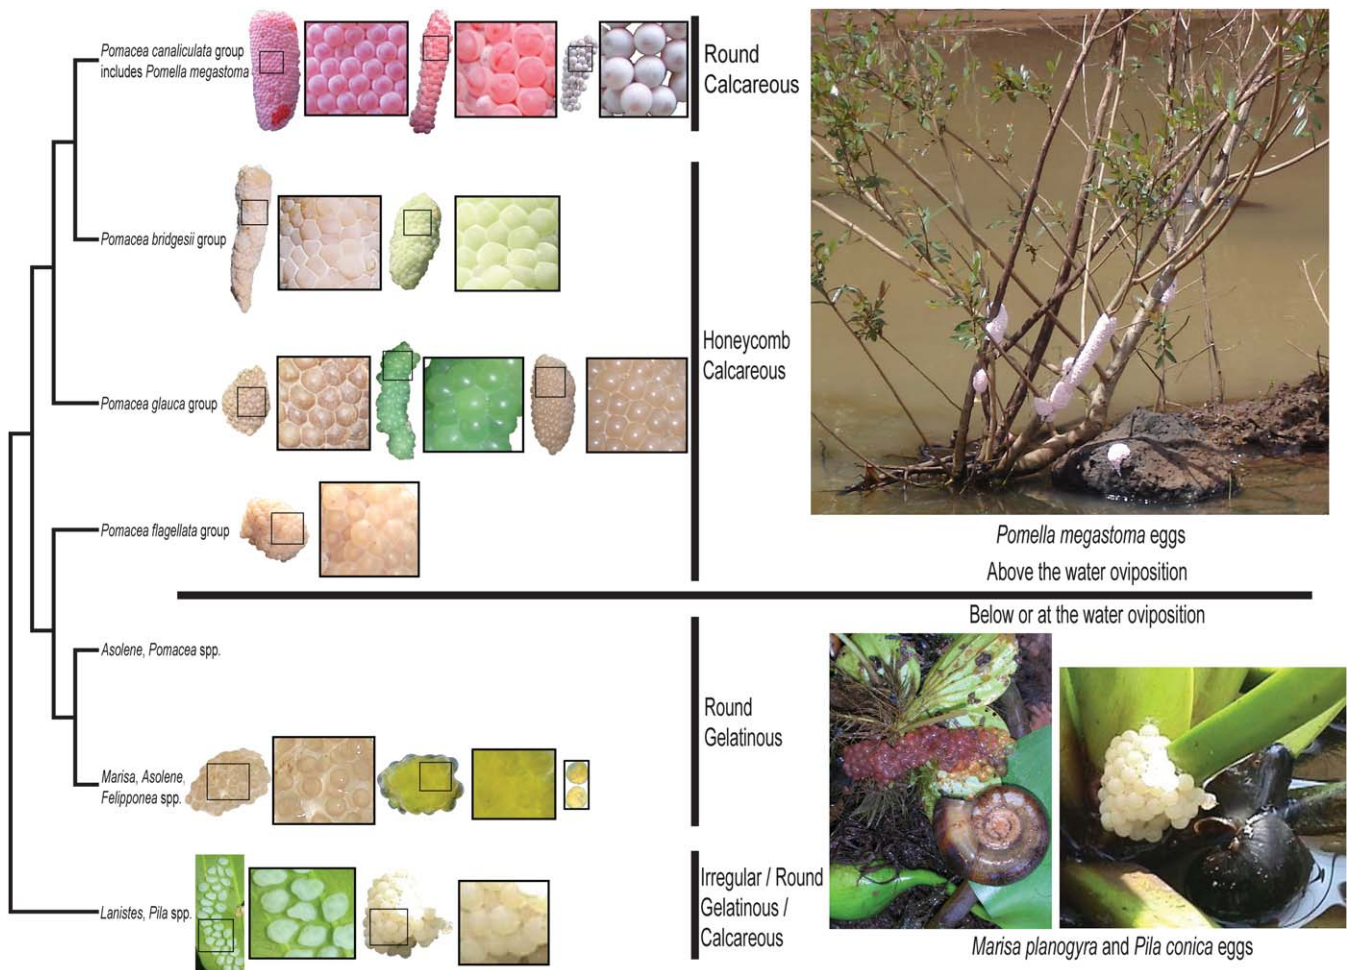 Pomacea canaliculata group
includes Pomella megastoma
Round
Calcareous
Pomacea bridgesii group
Honeycomb
Calcareous
Pomacea glauca group
Pomacea flagellata group
Pomella megastoma eggs
Above the water oviposition
Below or at the water oviposition
Asolene, Pomacea spp.
Round
Gelatinous
Marisa, Asolene,
Felipponea spp.
Lanistes, Pila spp.
Irregular / Round
Gelatinous /
Calcareous
Marisa planogyra and Pila conica eggs